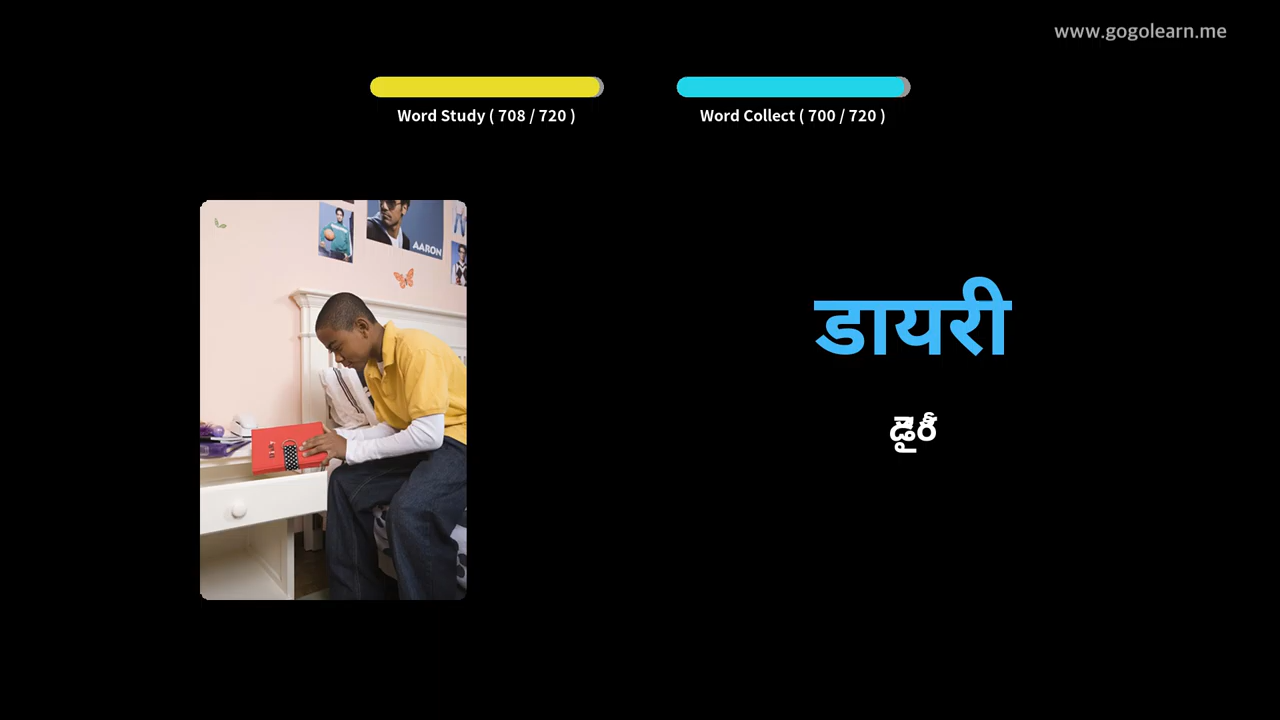 www.gogolearn.me
Word Study ( 708 / 720 )
Word Collect ( 700 / 720 )
AARON
डायरी
డైరీ